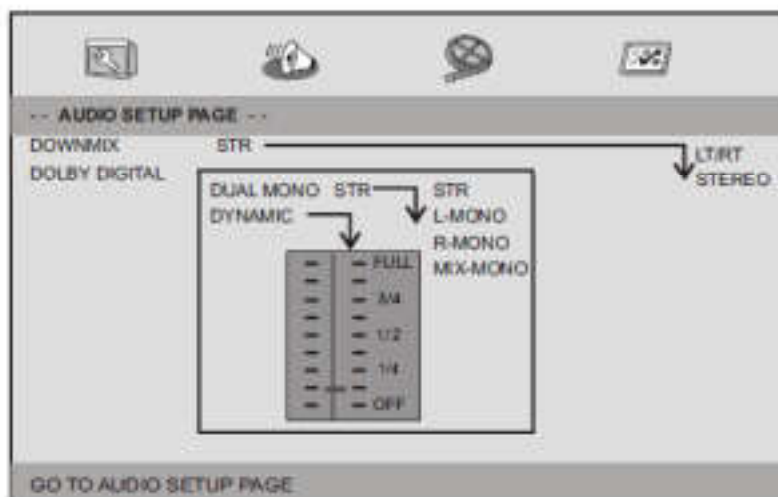 -- AUDIO SETUP PAGE --
DOWNMIX STR LT/RT
STEREO
DOLBY DIGITAL
DUAL MONO STR STR
DYNAMIC L-MONO
R-MONO
FULL MIX-MONO
3/4
1/2
1/4
OFF
GO TO AUDIO SETUP PAGE